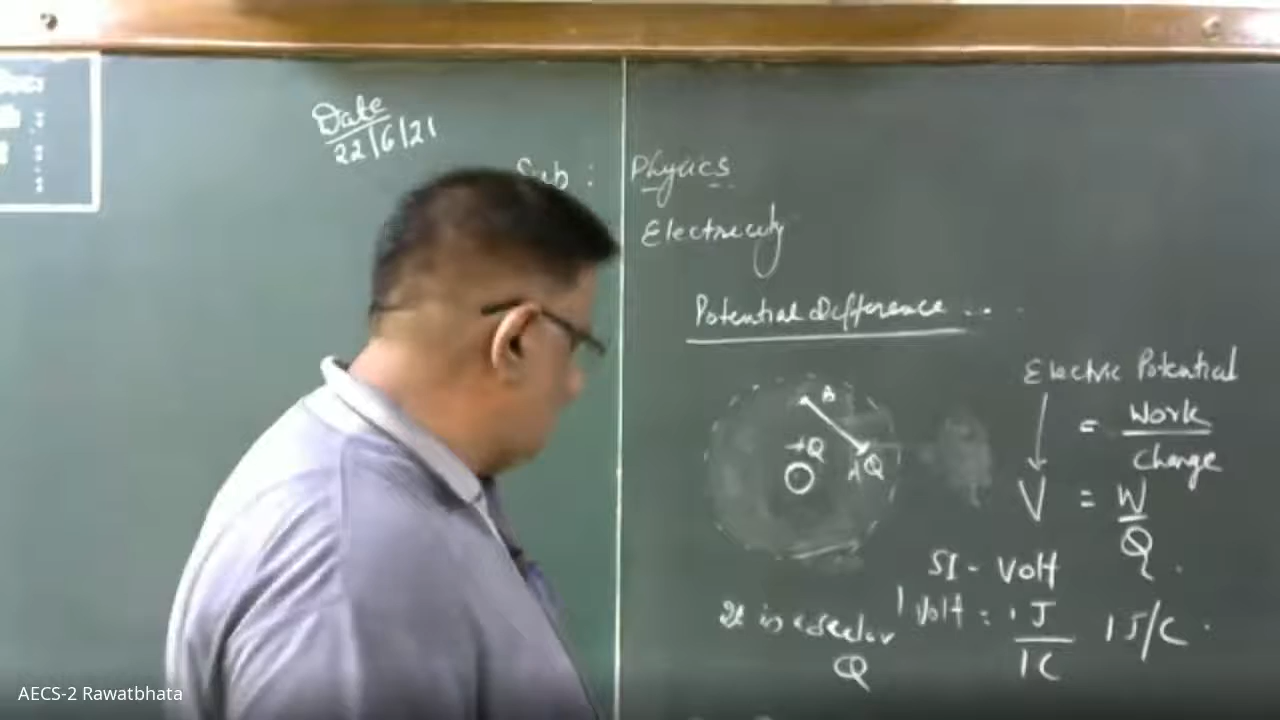 Date
22/6/21
Sub : Physics
Electricity
Potential Difference ...
B
+Q
A Q
Electric Potential
= Work
Charge
V = W
Q
SI - Volt
1 Volt = 1 J
1C
1 J/C
It is a Scalar
Q
AECS-2 Rawatbhata